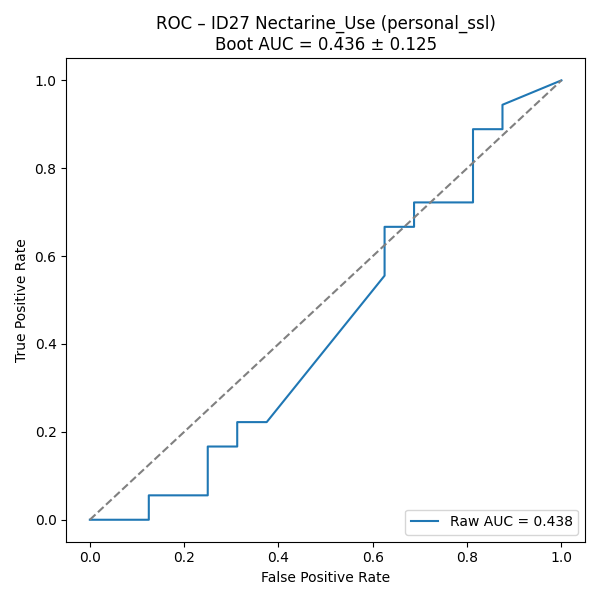 ROC – ID27 Nectarine_Use (personal_ssl)
Boot AUC = 0.436 ± 0.125
True Positive Rate
1.0
0.8
0.6
0.4
0.2
0.0
Raw AUC = 0.438
0.0 0.2 0.4 0.6 0.8 1.0
False Positive Rate